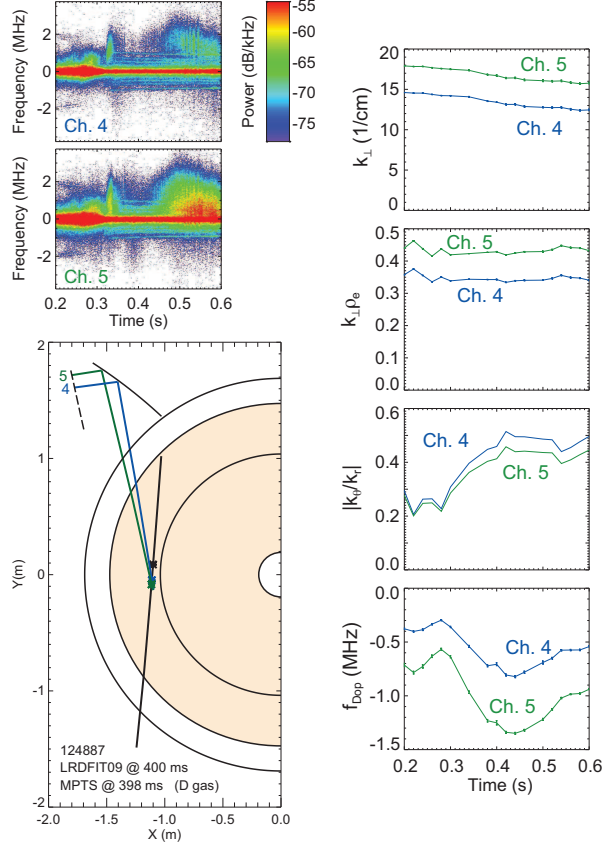 Frequency (MHz)
2
0
-2
Ch. 4
Power (dB/kHz)
-55
-60
-65
-70
-75
Frequency (MHz)
2
0
-2
Ch. 5
0.2 0.3 0.4 0.5 0.6
Time (s)
Y(m)
2
1
0
-1
-2
5
4
124887
LRDFIT09 @ 400 ms
MPTS @ 398 ms (D gas)
-2.0 -1.5 -1.0 -0.5 0.0
X (m)
k⊥ (1/cm)
20
15
10
5
0
Ch. 5
Ch. 4
k⊥ρe
0.5
0.4
0.3
0.2
0.1
0.0
Ch. 5
Ch. 4
|kθ/kr|
0.6
0.4
0.2
0.0
Ch. 4
Ch. 5
fDop (MHz)
0.0
-0.5
-1.0
-1.5
Ch. 4
Ch. 5
0.2 0.3 0.4 0.5 0.6
Time (s)